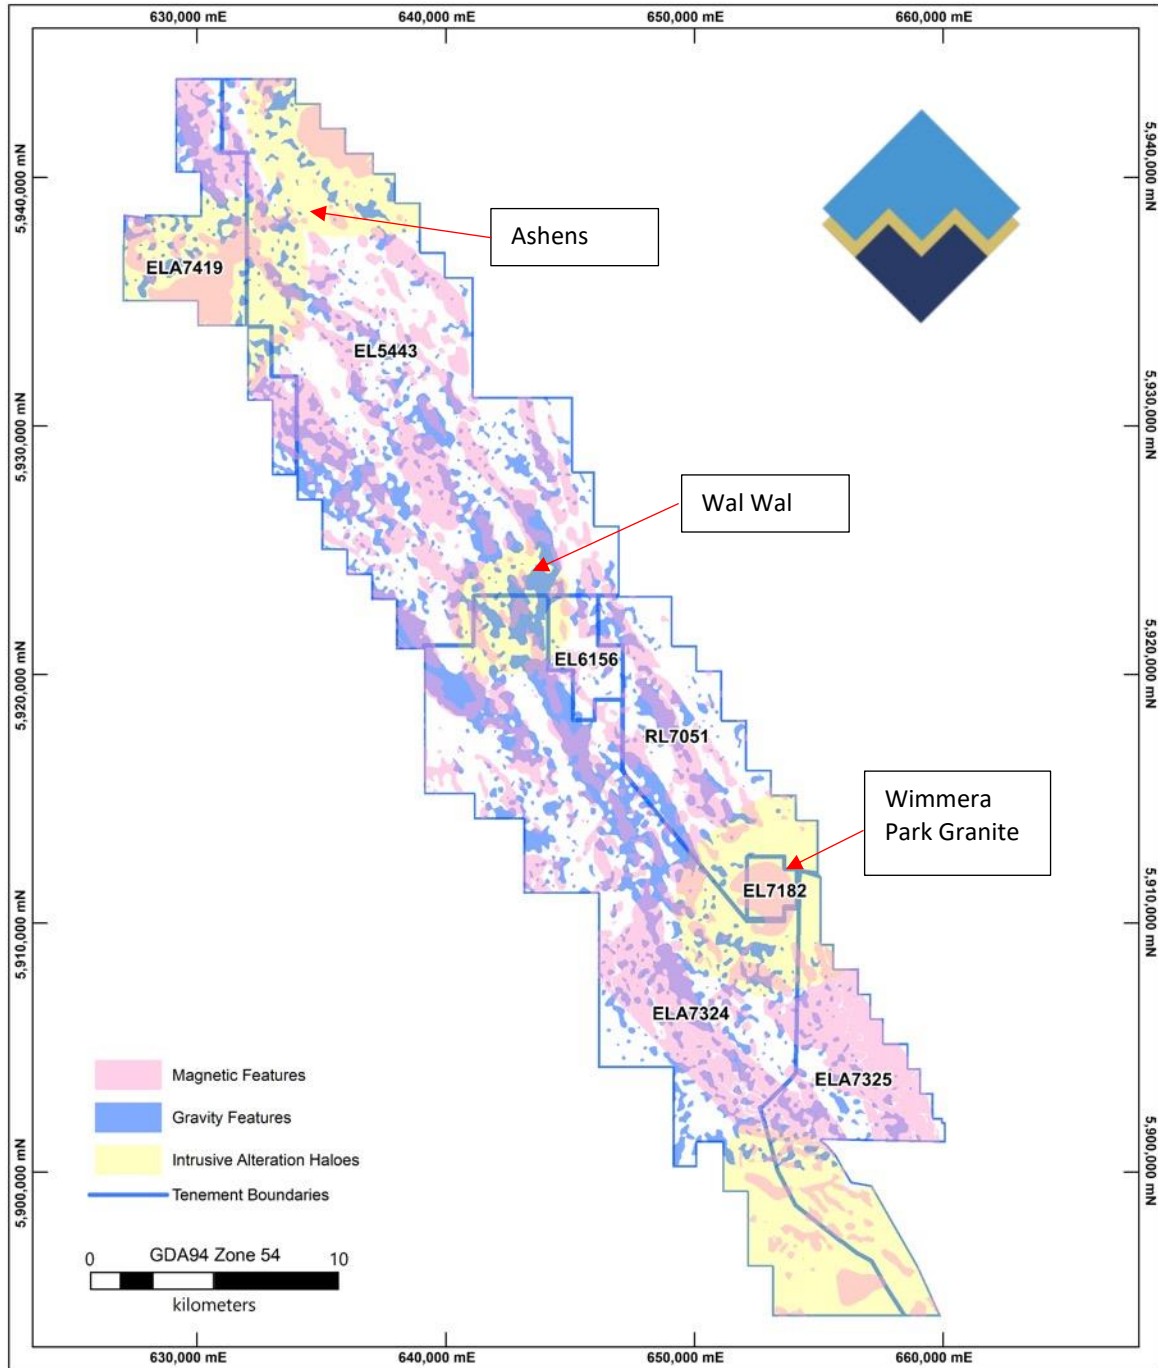 630,000 mE
640,000 mE
650,000 mE
660,000 mE
5,940,000 mN
5,940,000 mN
Ashens
ELA7419
EL5443
5,930,000 mN
5,930,000 mN
Wal Wal
EL6156
5,920,000 mN
5,920,000 mN
RL7051
Wimmera
Park Granite
EL7182
5,910,000 mN
5,910,000 mN
ELA7324
ELA7325
Magnetic Features
Gravity Features
Intrusive Alteration Haloes
Tenement Boundaries
5,900,000 mN
5,900,000 mN
0
GDA94 Zone 54
10
kilometers
630,000 mE
640,000 mE
650,000 mE
660,000 mE